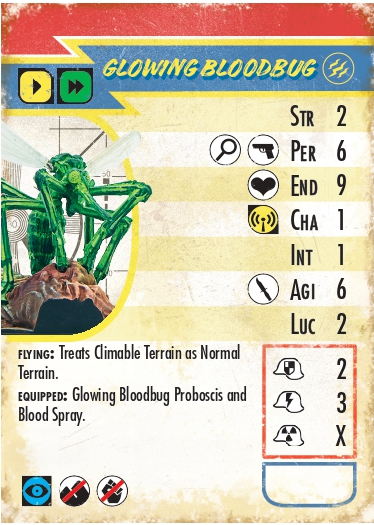 GLOWING BLOODBUG
STR 2
PER 6
END 9
CHA 1
INT 1
AGI 6
LUC 2
FLYING: Treats Climable Terrain as Normal
Terrain.
EQUIPPED: Glowing Bloodbug Proboscis and
Blood Spray.
2
3
X